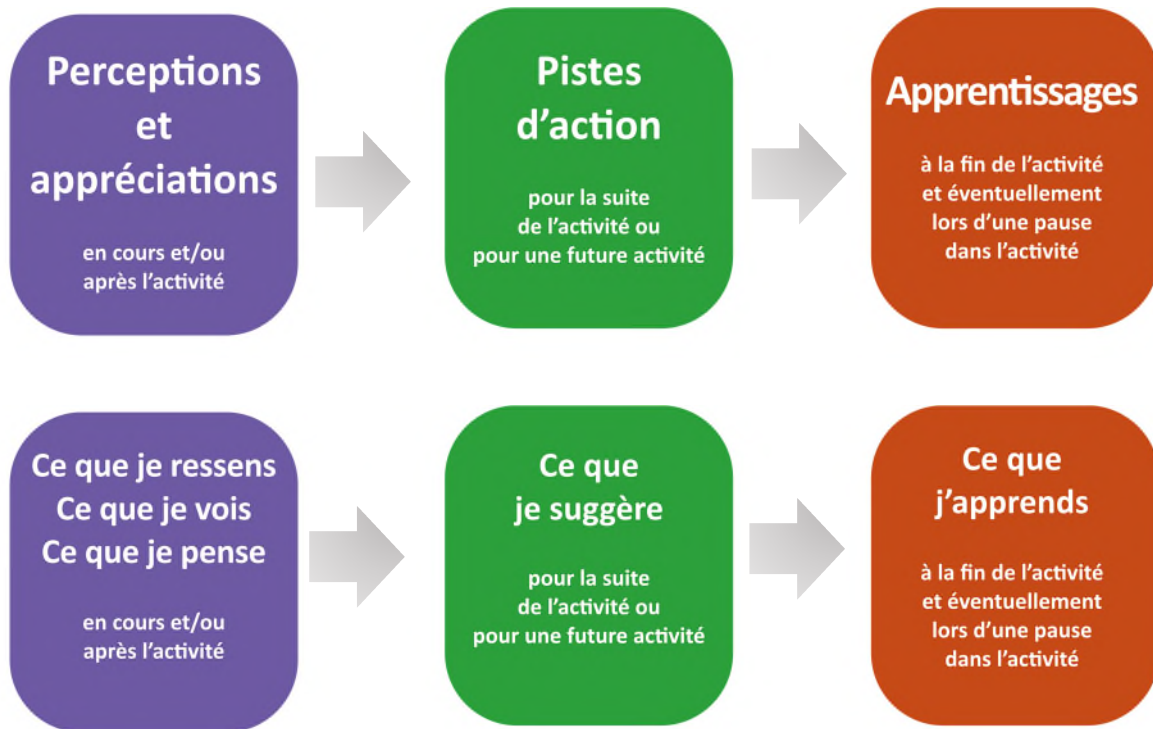 Perceptions
et
appréciations
en cours et/ou
après l’activité
Pistes
d’action
pour la suite
de l’activité ou
pour une future activité
Apprentissages
à la fin de l’activité
et éventuellement
lors d’une pause
dans l’activité
Ce que je ressens
Ce que je vois
Ce que je pense
en cours et/ou
après l’activité
Ce que
je suggère
pour la suite
de l’activité ou
pour une future activité
Ce que
j’apprends
à la fin de l’activité
et éventuellement
lors d’une pause
dans l’activité